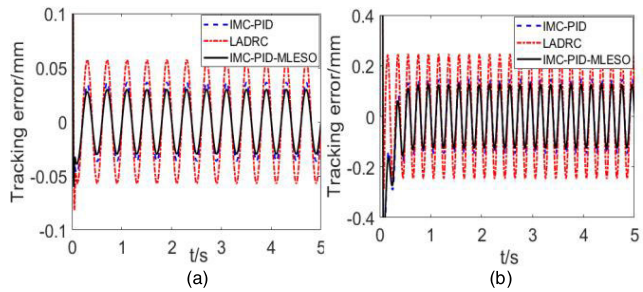 Tracking error/mm
0.1
0.05
0
-0.05
-0.1
IMC-PID
LADRC
IMC-PID-MLESO
0 1 2 3 4 5
t/s
(a)
Tracking error/mm
0.4
0.2
0
-0.2
-0.4
IMC-PID
LADRC
IMC-PID-MLESO
0 1 2 3 4 5
t/s
(b)